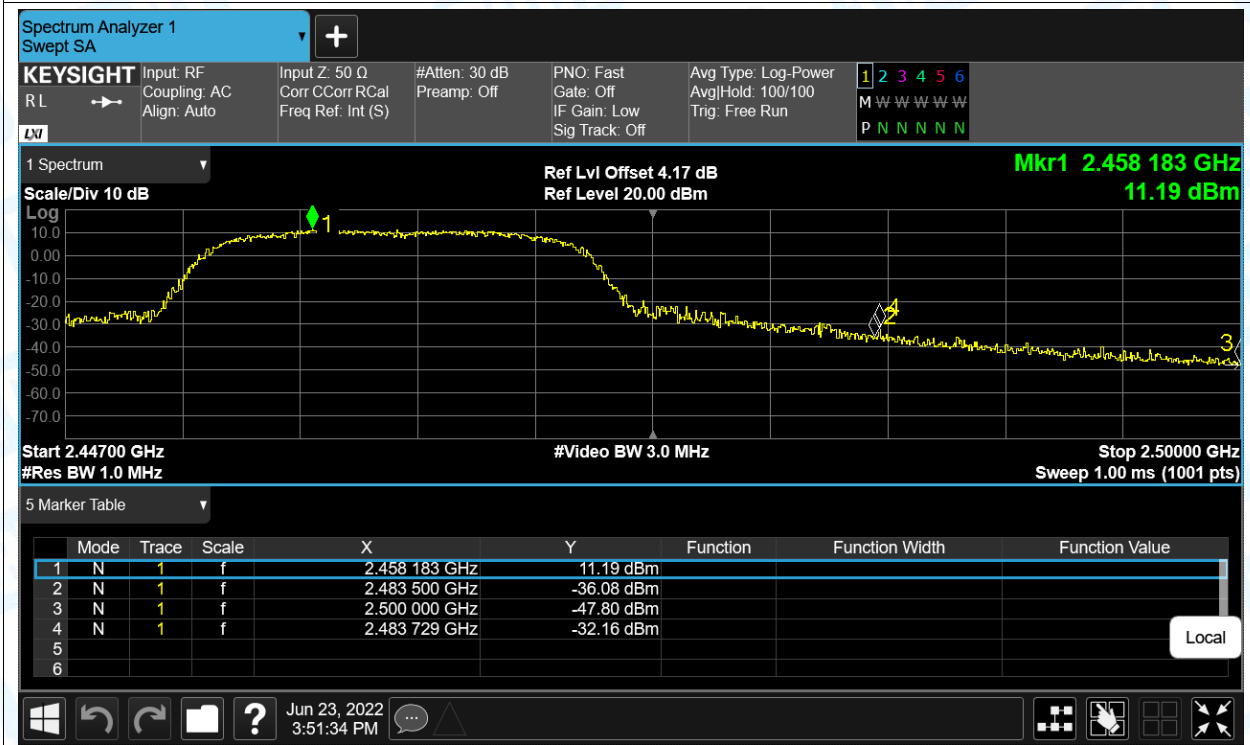 Spectrum Analyzer 1
Swept SA
KEYSIGHT
R L
LXI
Input: RF
Coupling: AC
Align: Auto
Input Z: 50 Ω
Corr CCorr RCal
Freq Ref: Int (S)
#Atten: 30 dB
Preamp: Off
PNO: Fast
Gate: Off
IF Gain: Low
Sig Track: Off
Avg Type: Log-Power
Avg|Hold: 100/100
Trig: Free Run
1 2 3 4 5 6
M W W W W W
P N N N N N
1 Spectrum
Scale/Div 10 dB
Ref Lvl Offset 4.17 dB
Ref Level 20.00 dBm
Mkr1 2.458 183 GHz
11.19 dBm
Log
10.0
0.00
-10.0
-20.0
-30.0
-40.0
-50.0
-60.0
-70.0
1
4
2
3
Start 2.44700 GHz
#Video BW 3.0 MHz
Stop 2.50000 GHz
#Res BW 1.0 MHz
Sweep 1.00 ms (1001 pts)
5 Marker Table
Mode Trace Scale X Y Function Function Width Function Value
1 N 1 f 2.458 183 GHz 11.19 dBm
2 N 1 f 2.483 500 GHz -36.08 dBm
3 N 1 f 2.500 000 GHz -47.80 dBm
4 N 1 f 2.483 729 GHz -32.16 dBm
5
6
Local
?
Jun 23, 2022
3:51:34 PM